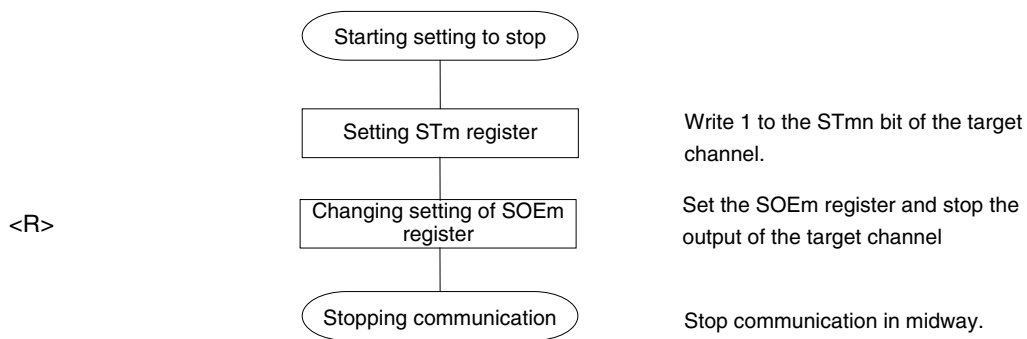 Starting setting to stop
Setting STm register
Write 1 to the STmn bit of the target
channel.
<R>
Changing setting of SOEm
register
Set the SOEm register and stop the
output of the target channel
Stopping communication
Stop communication in midway.